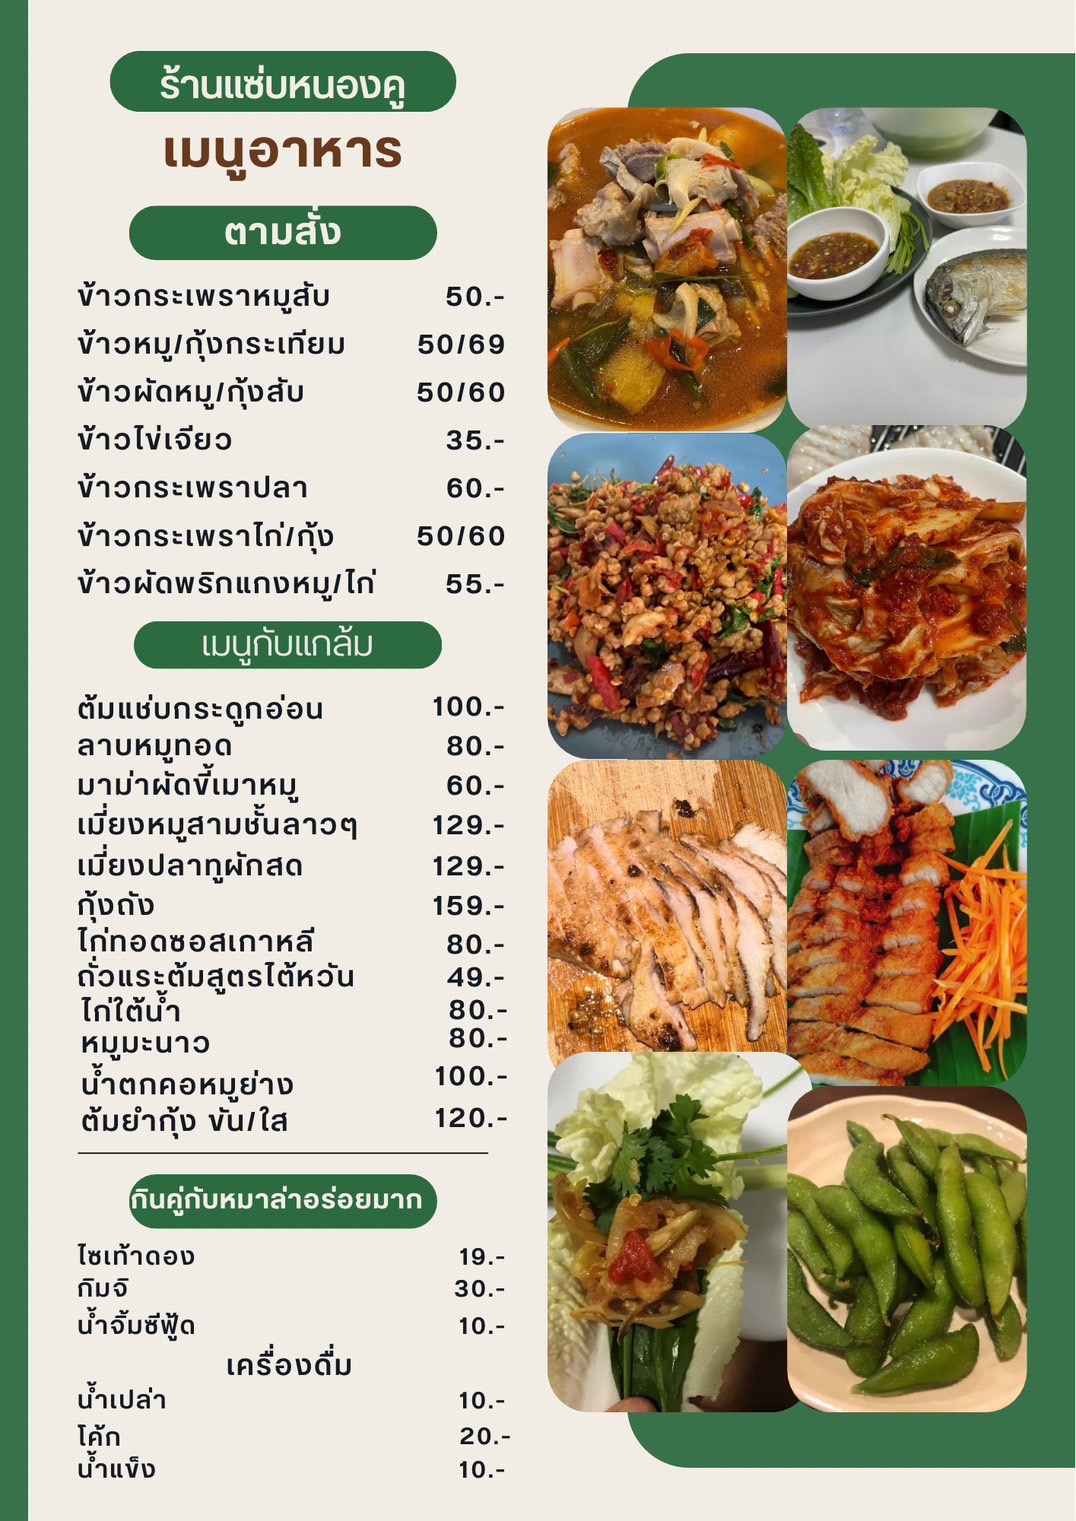 ร้านแซ่บหนองคู
เมนูอาหาร
ตามสั่ง
ข้าวกระเพราหมูสับ 50.-
ข้าวหมู/กุ้งกระเทียม 50/69
ข้าวผัดหมู/กุ้งสับ 50/60
ข้าวไข่เจียว 35.-
ข้าวกระเพราปลา 60.-
ข้าวกระเพราไก่/กุ้ง 50/60
ข้าวผัดพริกแกงหมู/ไก่ 55.-
เมนูกับแกล้ม
ต้มแซ่บกระดูกอ่อน 100.-
ลาบหมูทอด 80.-
มาม่าผัดขี้เมาหมู 60.-
เมี่ยงหมูสามชั้นลาวๆ 129.-
เมี่ยงปลาทูผักสด 129.-
กุ้งถัง 159.-
ไก่ทอดซอสเกาหลี 80.-
ถั่วแระต้มสูตรไต้หวัน 49.-
ไก่ใต้น้ำ 80.-
หมูมะนาว 80.-
น้ำตกคอหมูย่าง 100.-
ต้มยำกุ้ง ขัน/ใส 120.-
กินคู่กับหมาล่าอร่อยมาก
ไซเท้าดอง 19.-
กิมจิ 30.-
น้ำจิ้มซีฟู้ด 10.-
เครื่องดื่ม
น้ำเปล่า 10.-
โค้ก 20.-
น้ำแข็ง 10.-